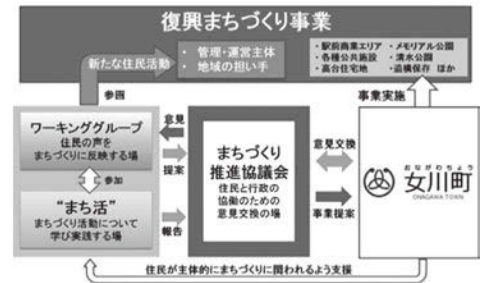 復興まちづくり事業
新たな住民活動
・ 管理・運営主体
・ 地域の担い手
・駅前商業エリア ・メモリアル公園
・各種公共施設 ・清水公園
・高台住宅地 ・遺構保存 ほか
参画
事業実施
ワーキンググループ
住民の声を
まちづくりに反映する場
参加
“まち活”
まちづくり活動について
学び実践する場
意見
提案
報告
まちづくり
推進協議会
住民と行政の
協働のための
意見交換の場
意見交換
事業提案
おながわちょう
女川町
ONAGAWA TOWN
住民が主体的にまちづくりに関われるよう支援